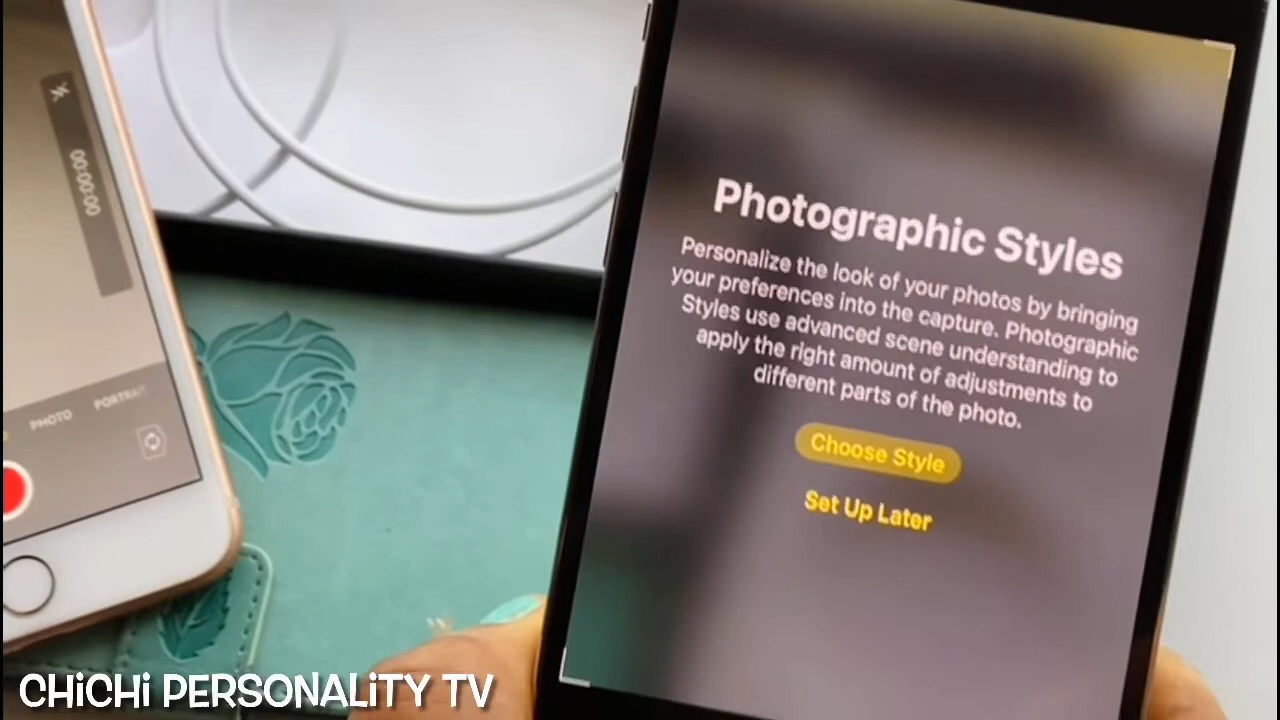 00:00:00
PHOTO
PORTRAIT
Photographic Styles
Personalize the look of your photos by bringing
your preferences into the capture. Photographic
Styles use advanced scene understanding to
apply the right amount of adjustments to
different parts of the photo.
Choose Style
Set Up Later
CHiCHi PERSONALiTY TV